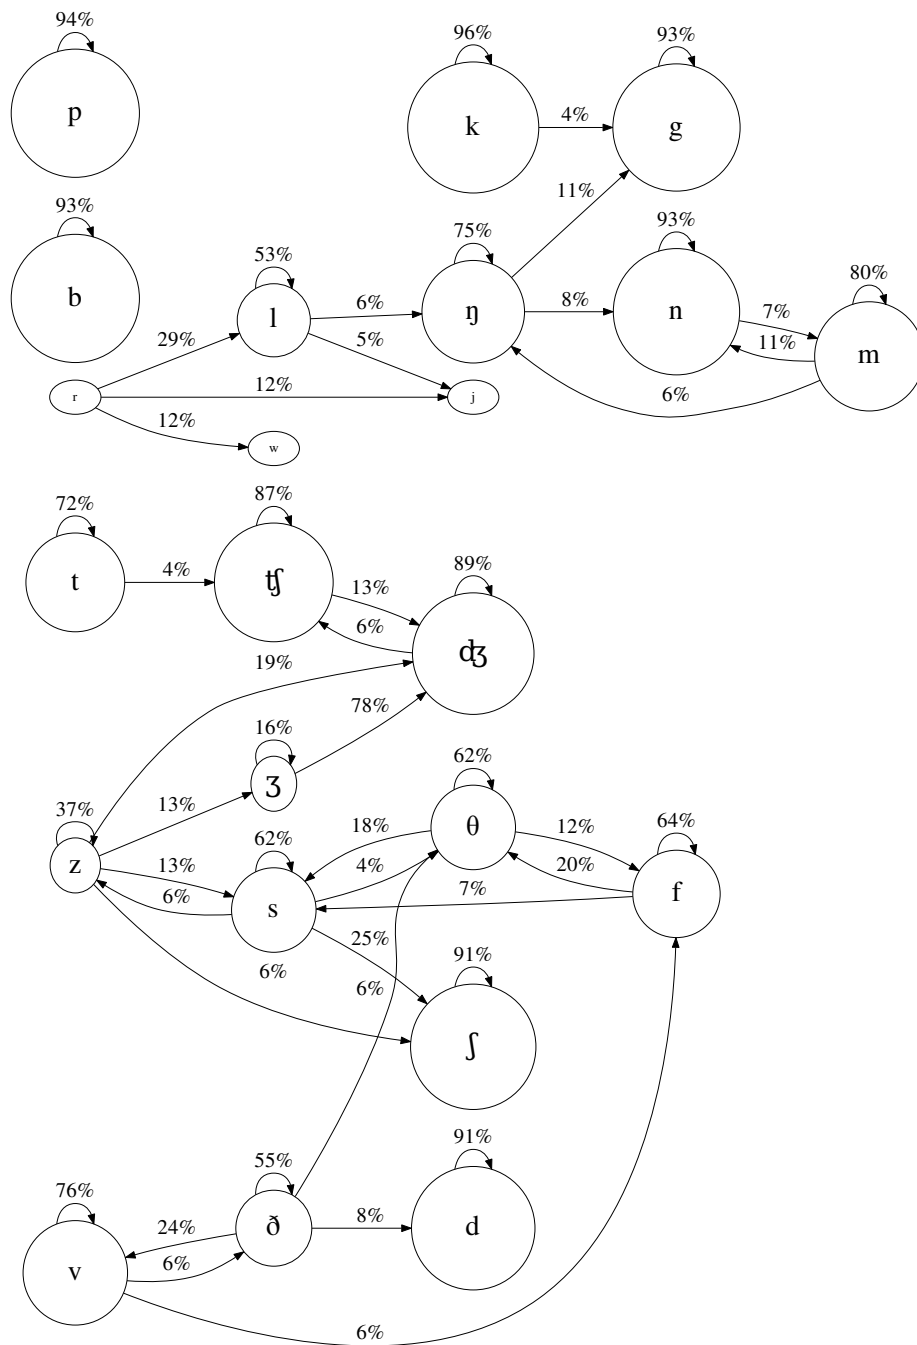 94%
96%
93%
p
k
4%
g
11%
93%
b
53%
l
6%
75%
ŋ
8%
93%
n
7%
11%
80%
m
29%
5%
6%
r
12%
j
12%
w
72%
t
4%
87%
ʧ
13%
6%
89%
ʤ
19%
78%
16%
ʒ
37%
z
13%
13%
6%
62%
s
18%
4%
62%
θ
12%
20%
7%
64%
f
25%
6%
6%
91%
ʃ
55%
ð
8%
91%
d
76%
v
24%
6%
6%